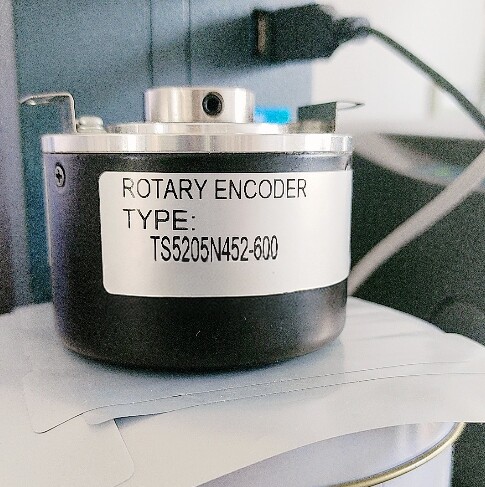 ROTARY ENCODER
TYPE:
TS5205N452-600